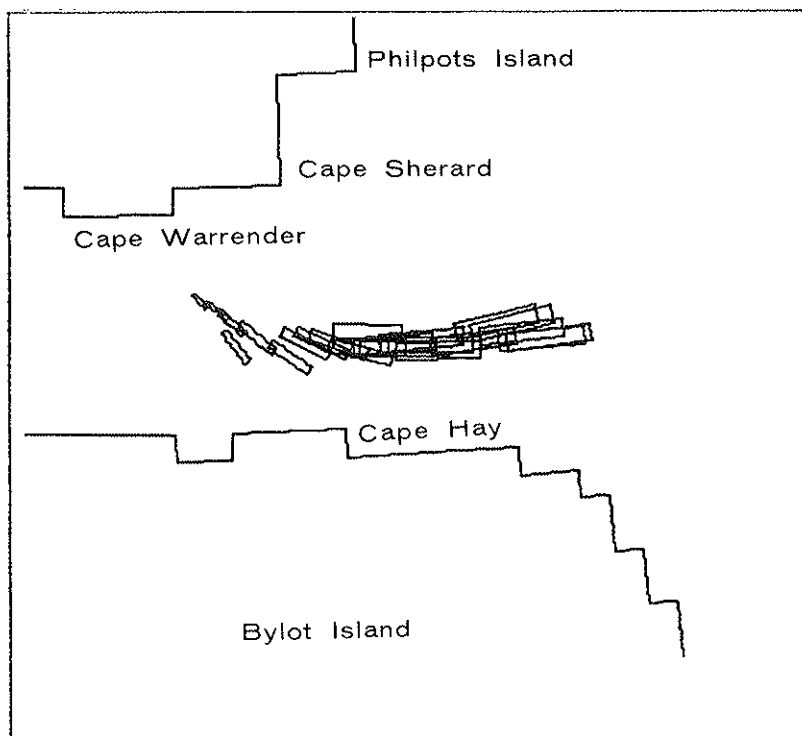 Philpots Island
Cape Sherard
Cape Warrender
Cape Hay
Bylot Island